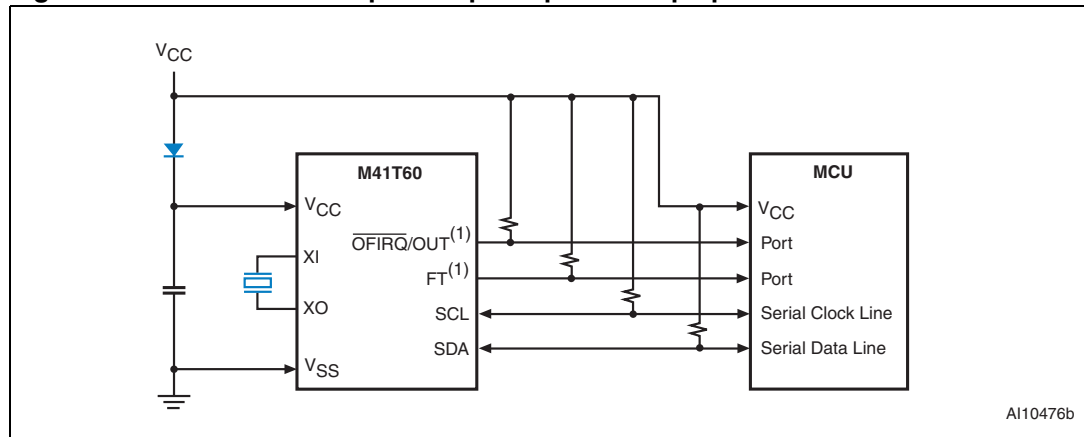 VCC
M41T60
MCU
VCC
XI
XO
VSS
OFIRQ/OUT(1)
FT(1)
SCL
SDA
VCC
Port
Port
Serial Clock Line
Serial Data Line
AI10476b